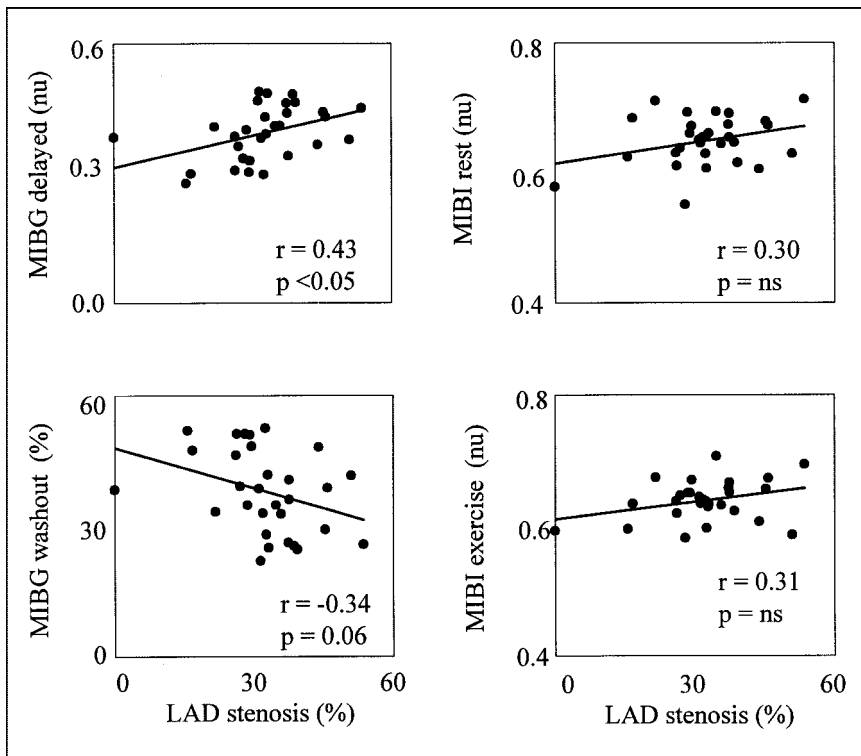 0.6
0.3
0.0
MIBG delayed (nu)
r = 0.43
p <0.05
0.8
0.6
0.4
MIBI rest (nu)
r = 0.30
p = ns
60
30
0
MIBG washout (%)
r = -0.34
p = 0.06
0 30 60
LAD stenosis (%)
0.8
0.6
0.4
MIBI exercise (nu)
r = 0.31
p = ns
0 30 60
LAD stenosis (%)